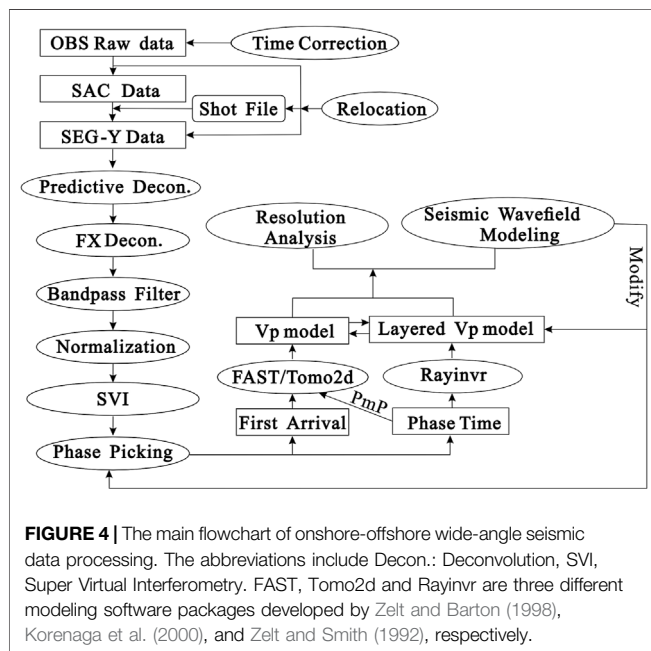 OBS Raw data
Time Correction
SAC Data
Shot File
Relocation
SEG-Y Data
Predictive Decon.
FX Decon.
Bandpass Filter
Normalization
SVI
Phase Picking
Resolution
Analysis
Seismic Wavefield
Modeling
Modify
Vp model
Layered Vp model
FAST/Tomo2d
Rayinvr
PmP
First Arrival
Phase Time
FIGURE 4 | The main flowchart of onshore-offshore wide-angle seismic
data processing. The abbreviations include Decon.: Deconvolution, SVI,
Super Virtual Interferometry. FAST, Tomo2d and Rayinvr are three different
modeling software packages developed by Zelt and Barton (1998),
Korenaga et al. (2000), and Zelt and Smith (1992), respectively.